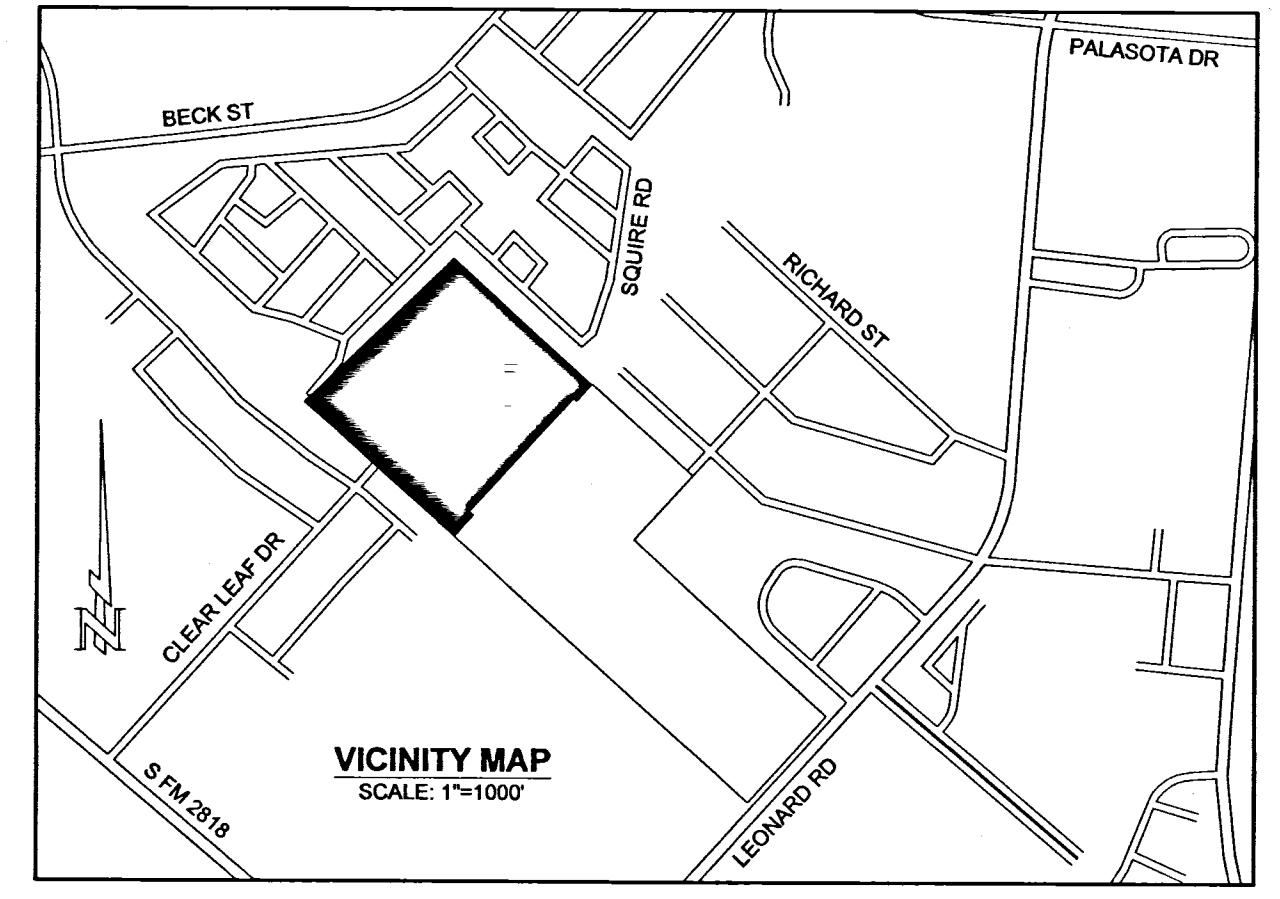 PALASOTA DR
BECK ST
SQUIRE RD
RICHARD ST
N
CLEAR LEAF DR
VICINITY MAP
SCALE: 1"=1000'
S FM 2818
LEONARD RD